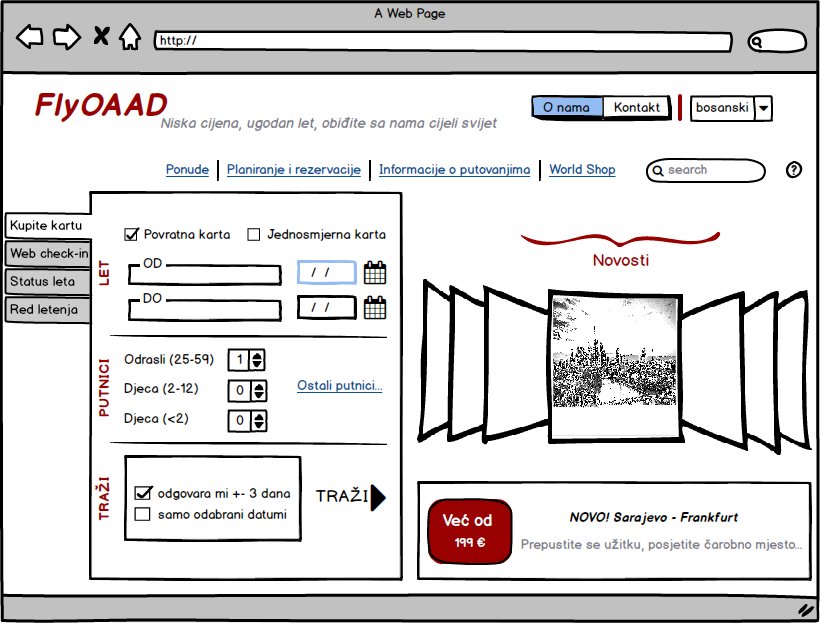 A Web Page
http://
FlyOAAD
Niska cijena, ugodan let, obiđite sa nama cijeli svijet
O nama
Kontakt
bosanski
Ponude
Planiranje i rezervacije
Informacije o putovanjima
World Shop
search
?
Kupite kartu
Web check-in
Status leta
Red letenja
LET
Povratna karta
Jednosmjerna karta
OD
/ /
DO
/ /
PUTNICI
Odrasli (25-59)
1
Djeca (2-12)
0
Djeca (<2)
0
Ostali putnici...
TRAŽI
odgovara mi +- 3 dana
samo odabrani datumi
TRAŽI
Novosti
Već od
199 €
NOVO! Sarajevo - Frankfurt
Prepustite se užitku, posjetite čarobno mjesto...